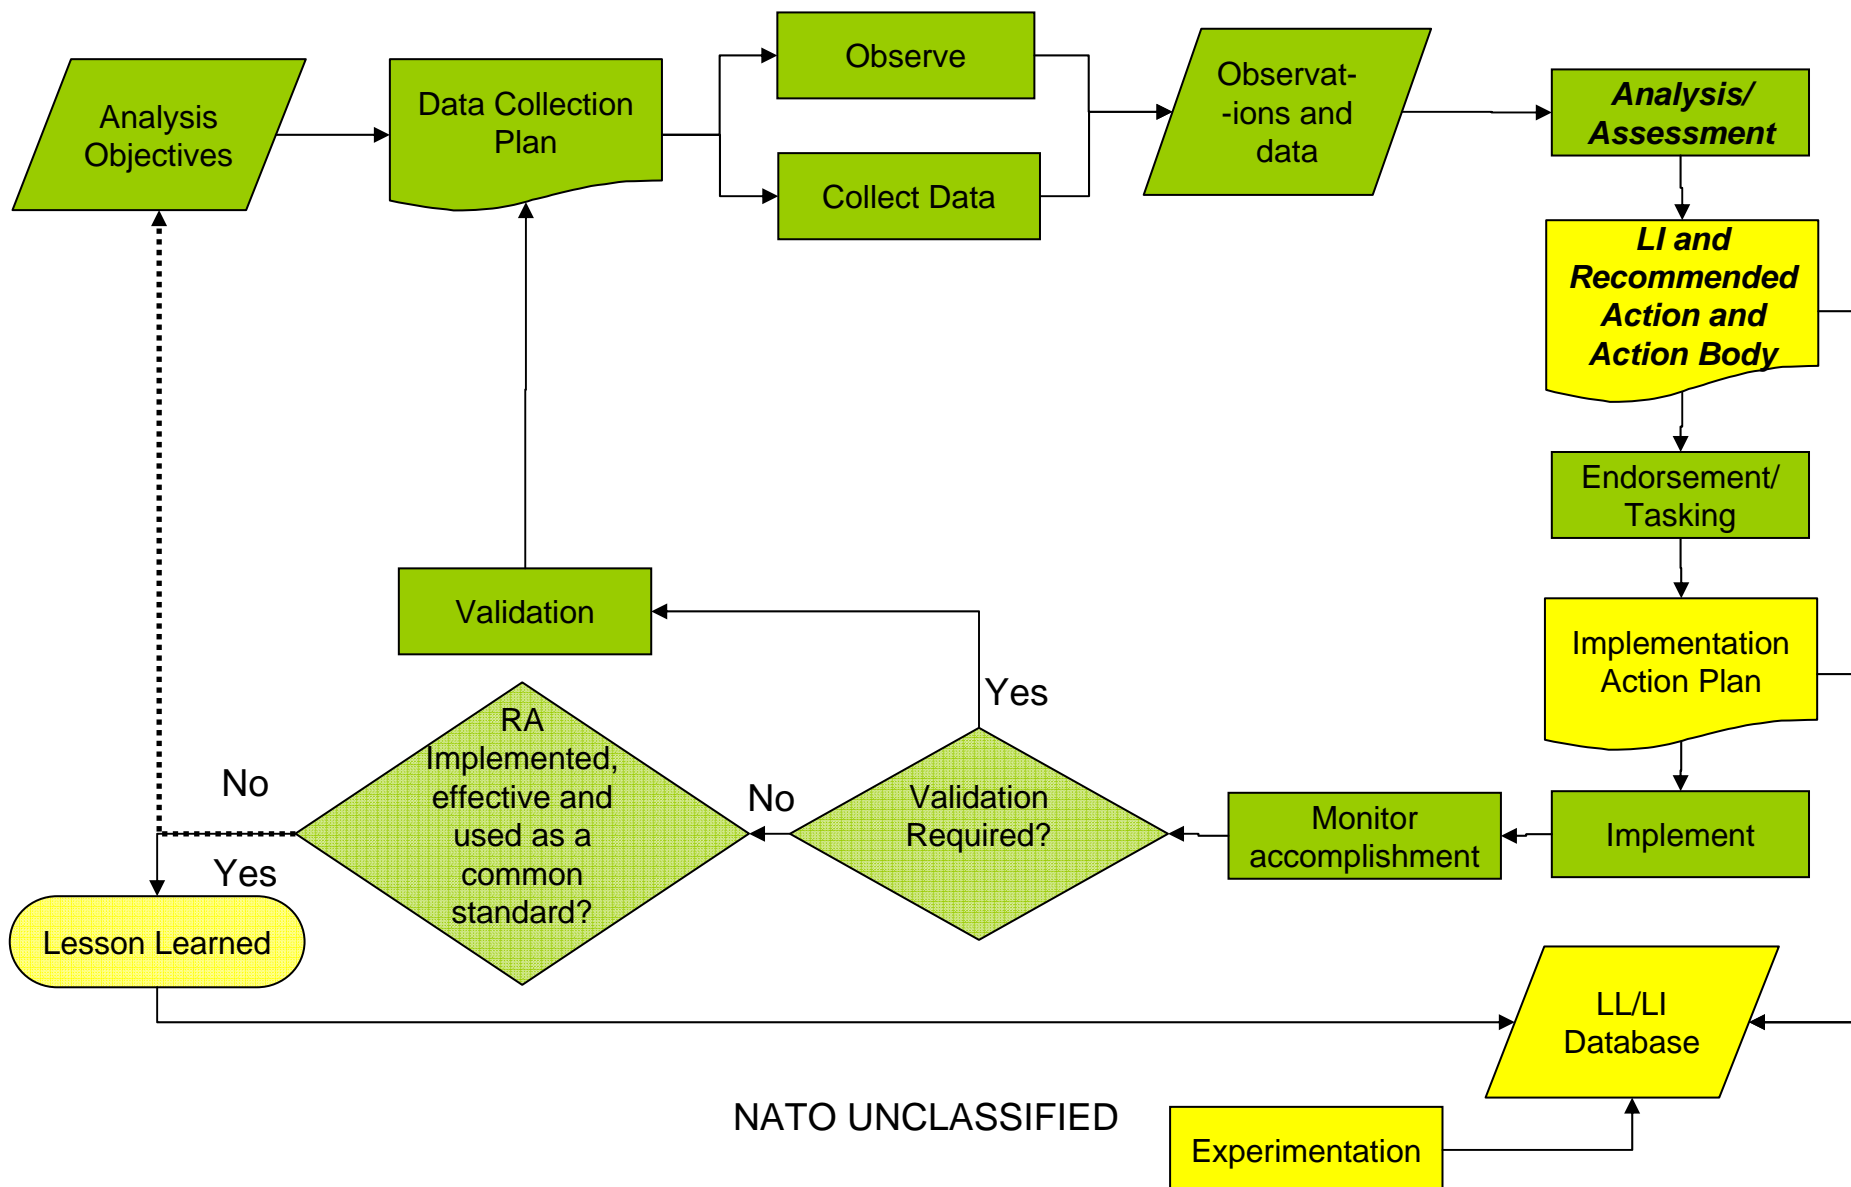 Analysis
Objectives
Data Collection
Plan
Observe
Collect Data
Observat-
-ions and
data
Analysis/
Assessment
LI and
Recommended
Action and
Action Body
Endorsement/
Tasking
Implementation
Action Plan
Implement
Monitor
accomplishment
Validation
Required?
Yes
No
Validation
RA
Implemented,
effective and
used as a
common
standard?
No
Yes
Lesson Learned
LL/LI
Database
Experimentation
NATO UNCLASSIFIED